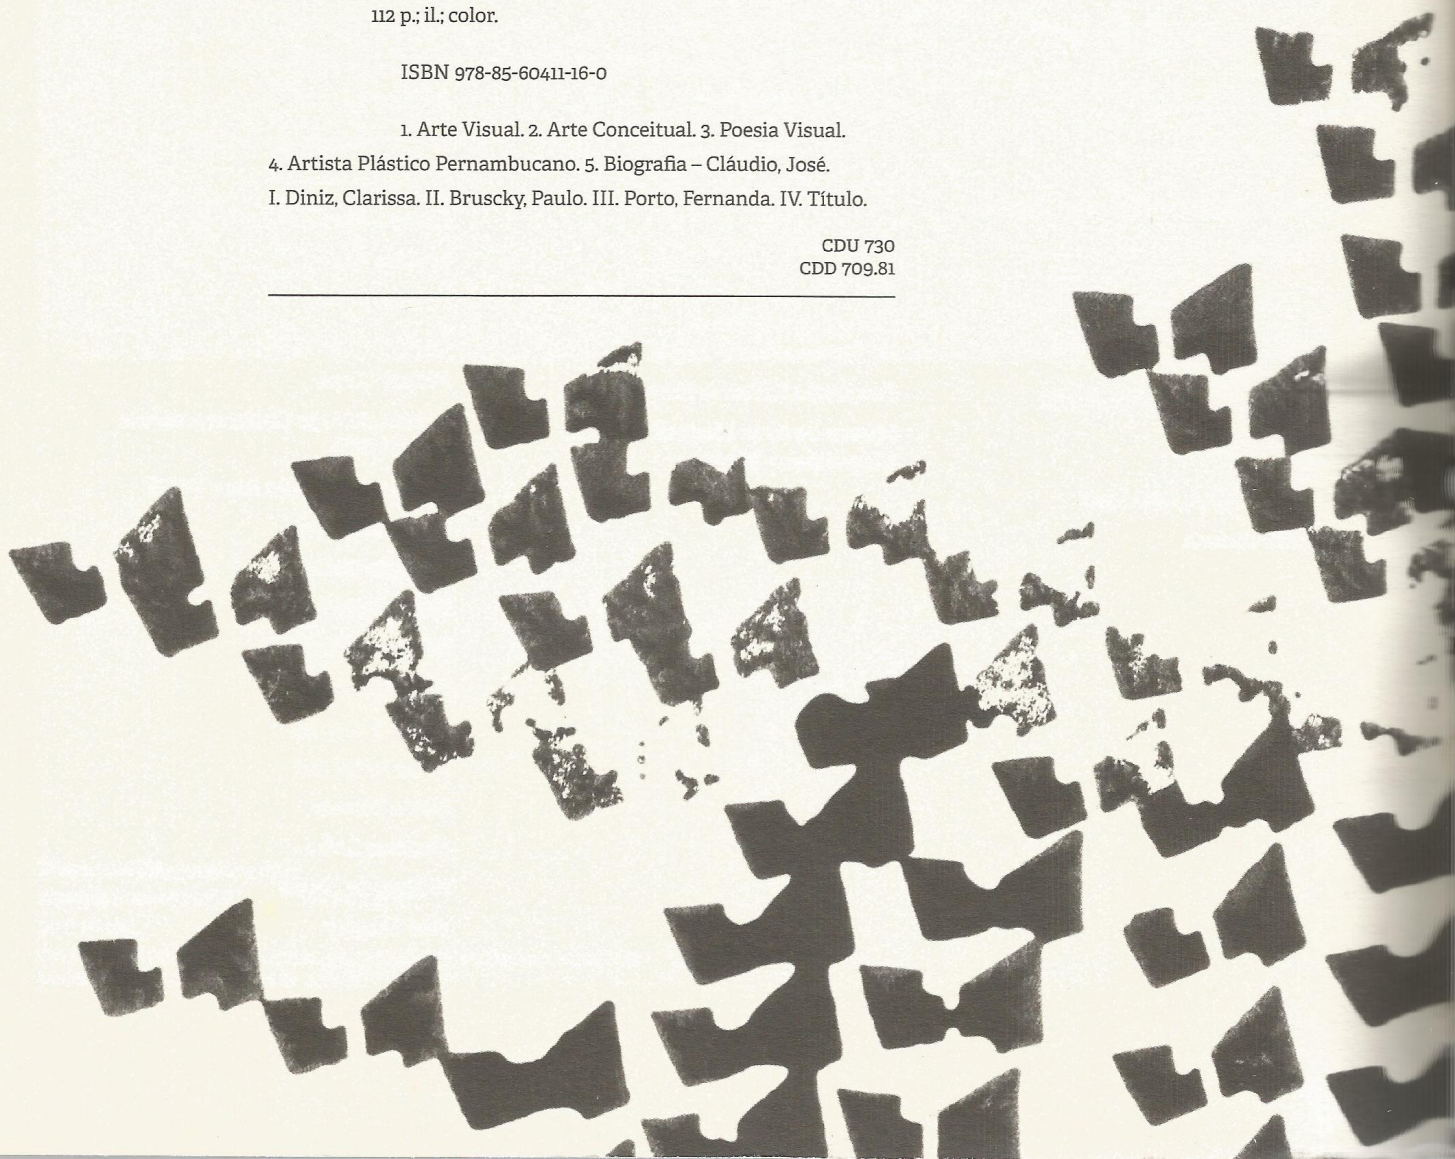 112 p.; il.; color.
ISBN 978-85-60411-16-0
1. Arte Visual. 2. Arte Conceitual. 3. Poesia Visual.
4. Artista Plástico Pernambucano. 5. Biografia – Cláudio, José.
I. Diniz, Clarissa. II. Bruscky, Paulo. III. Porto, Fernanda. IV. Título.
CDU 730
CDD 709.81